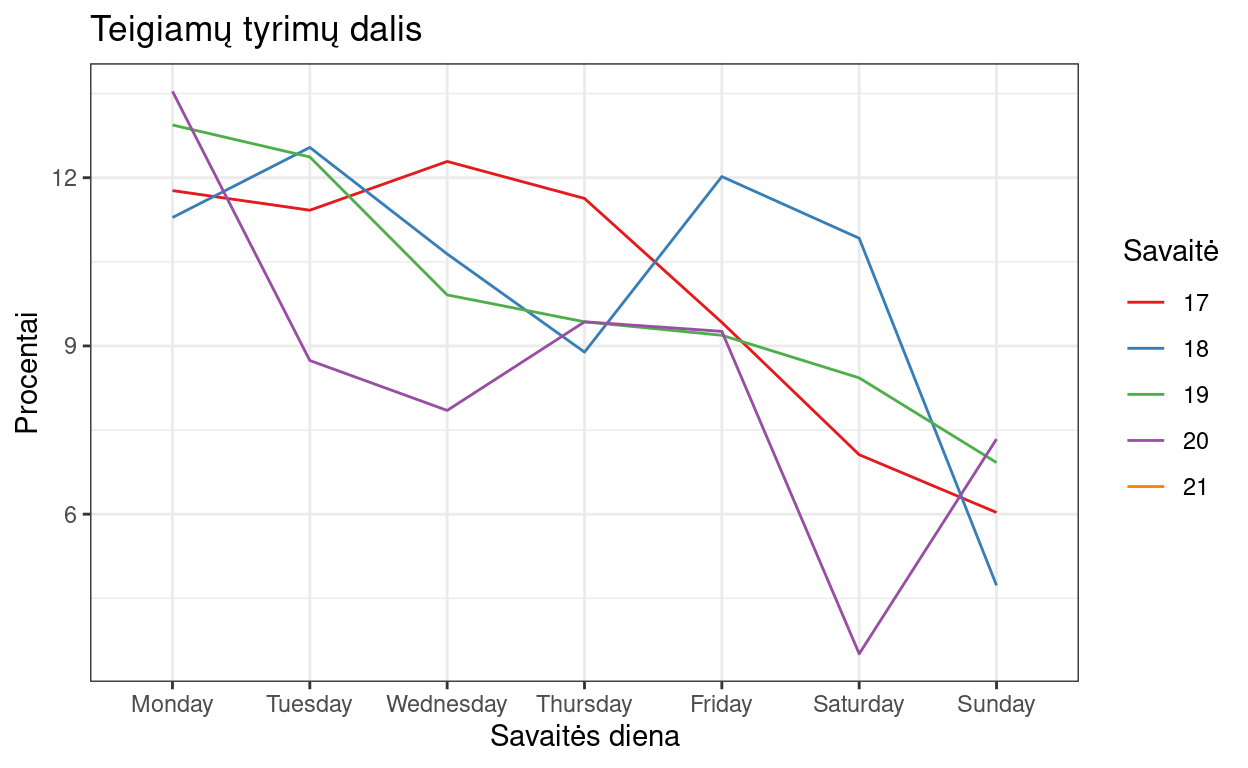 Teigiamų tyrimų dalis
Procentai
12
9
6
Monday Tuesday Wednesday Thursday Friday Saturday Sunday
Savaitės diena
Savaitė
17
18
19
20
21